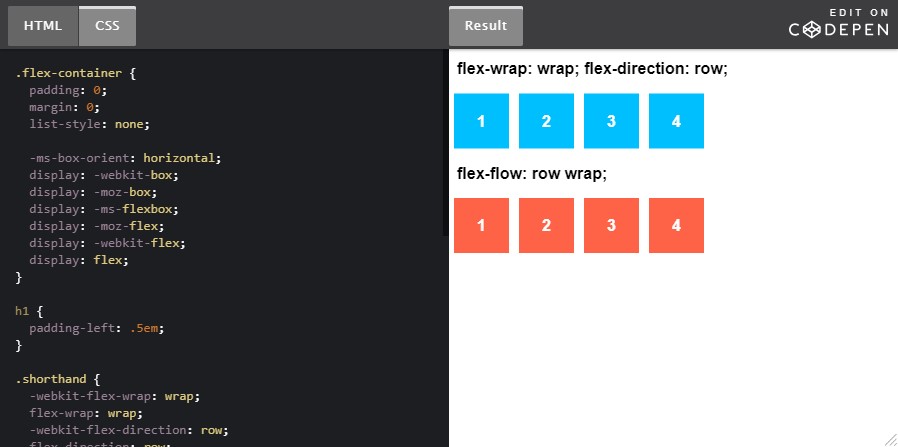 HTML CSS Result EDIT ON
CODEPEN
.flex-container {
padding: 0;
margin: 0;
list-style: none;
-ms-box-orient: horizontal;
display: -webkit-box;
display: -moz-box;
display: -ms-flexbox;
display: -moz-flex;
display: -webkit-flex;
display: flex;
}
h1 {
padding-left: .5em;
}
.shorthand {
-webkit-flex-wrap: wrap;
flex-wrap: wrap;
-webkit-flex-direction: row;
flex-direction: row;
flex-wrap: wrap; flex-direction: row;
1 2 3 4
flex-flow: row wrap;
1 2 3 4